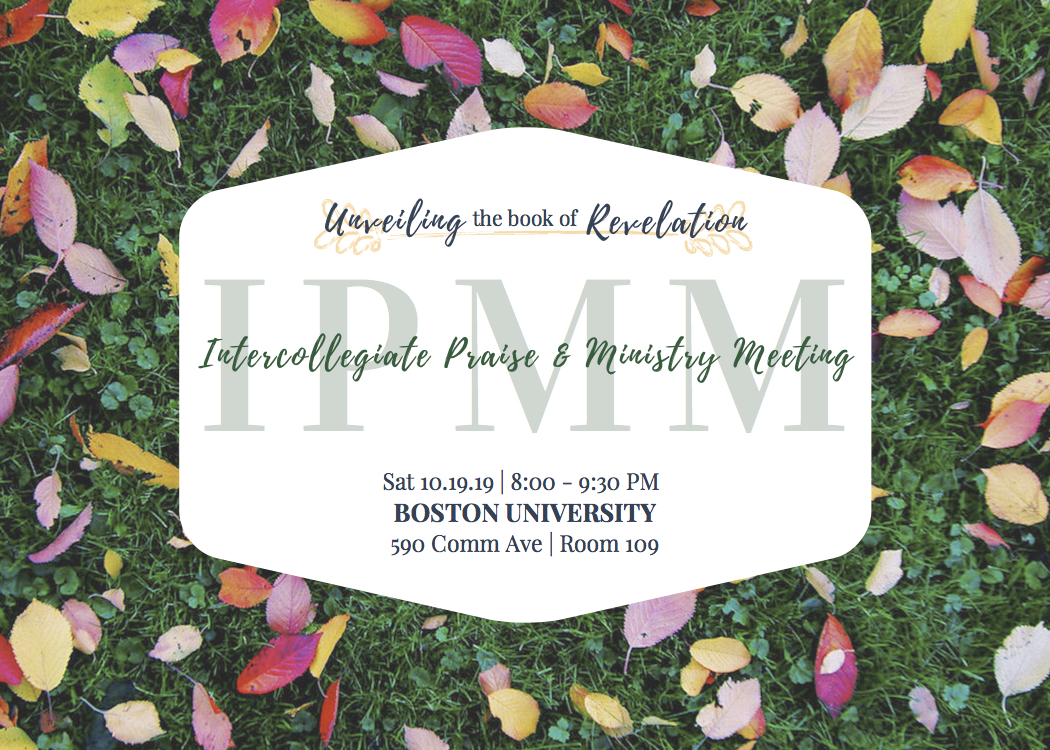 Unveiling the book of Revelation
IPMM
Intercollegiate Praise & Ministry Meeting
Sat 10.19.19 | 8:00 - 9:30 PM
BOSTON UNIVERSITY
590 Comm Ave | Room 109